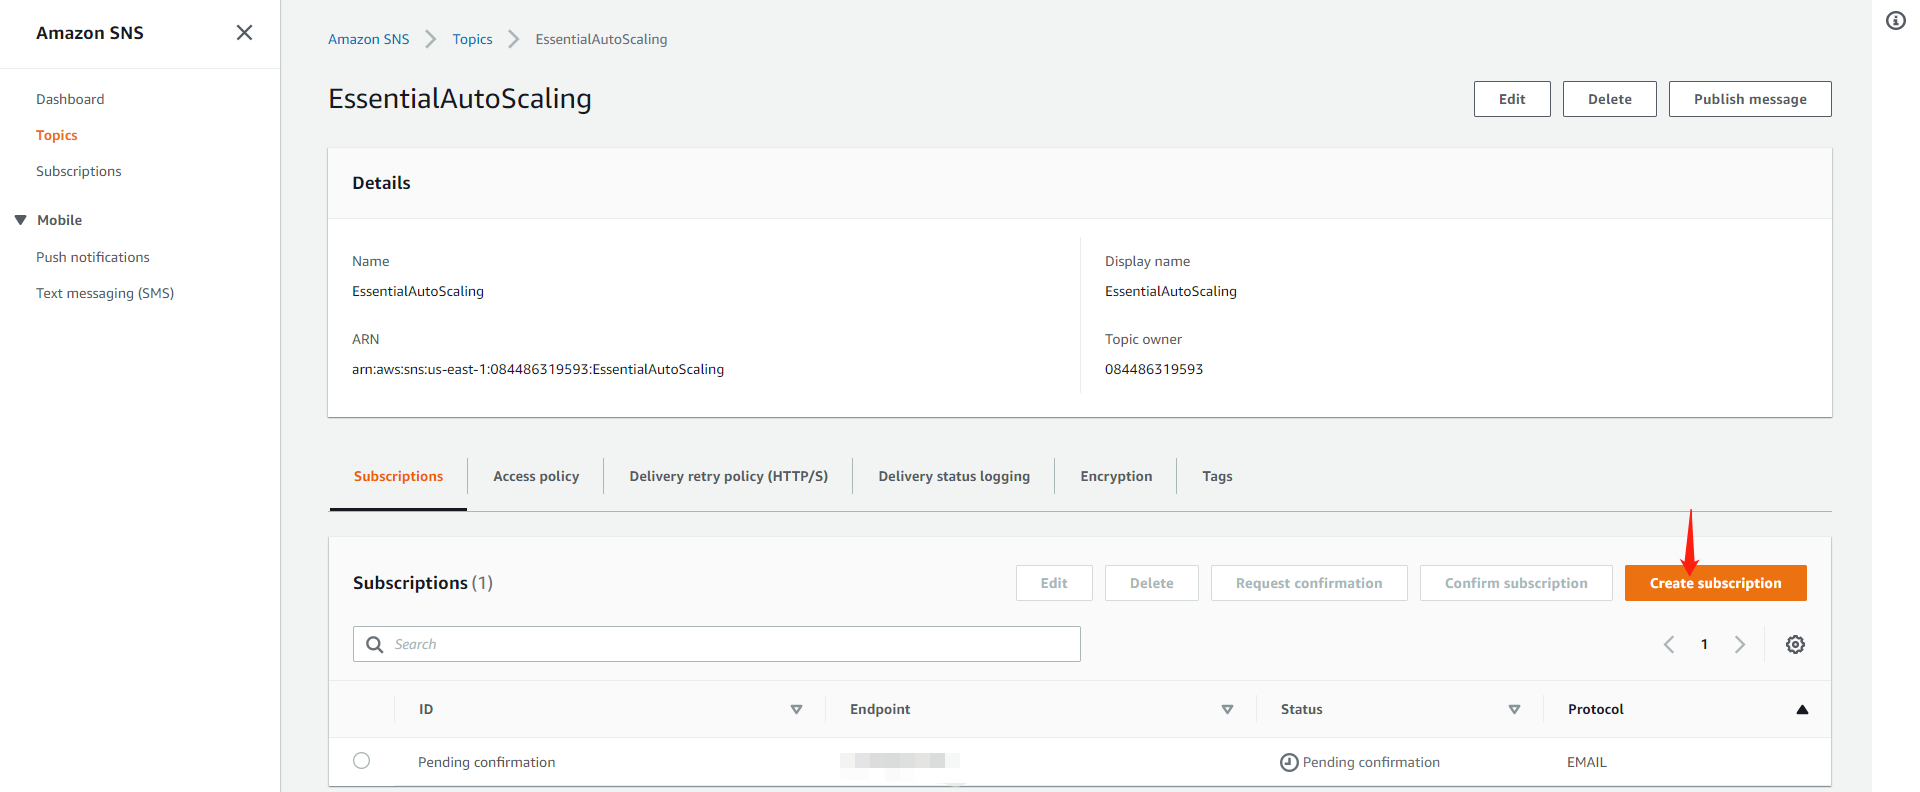 Amazon SNS
Dashboard
Topics
Subscriptions
Mobile
Push notifications
Text messaging (SMS)
Amazon SNS Topics EssentialAutoScaling
EssentialAutoScaling
Edit Delete Publish message
Details
Name
EssentialAutoScaling
ARN
arn:aws:sns:us-east-1:084486319593:EssentialAutoScaling
Display name
EssentialAutoScaling
Topic owner
084486319593
Subscriptions Access policy Delivery retry policy (HTTP/S) Delivery status logging Encryption Tags
Subscriptions (1) Edit Delete Request confirmation Confirm subscription Create subscription
Search 1
ID Endpoint Status Protocol
Pending confirmation Pending confirmation EMAIL